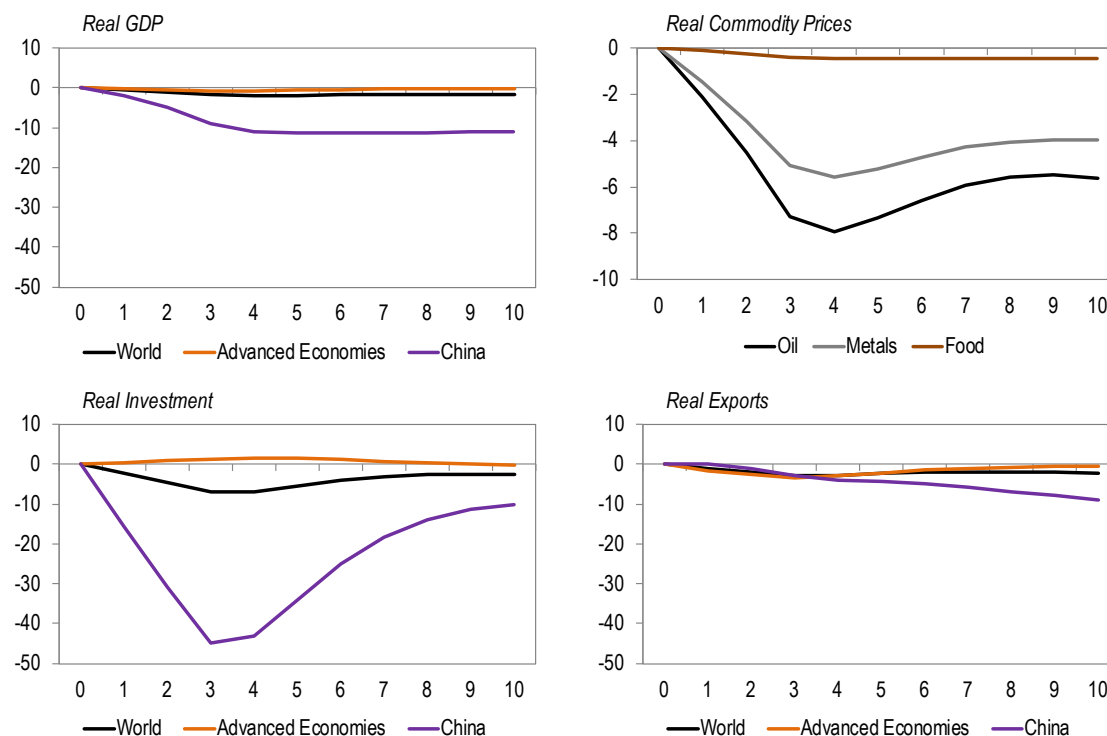 Real GDP
10
0
-10
-20
-30
-40
-50
0 1 2 3 4 5 6 7 8 9 10
World Advanced Economies China
Real Commodity Prices
0
-2
-4
-6
-8
-10
0 1 2 3 4 5 6 7 8 9 10
Oil Metals Food
Real Investment
10
0
-10
-20
-30
-40
-50
0 1 2 3 4 5 6 7 8 9 10
World Advanced Economies China
Real Exports
10
0
-10
-20
-30
-40
-50
0 1 2 3 4 5 6 7 8 9 10
World Advanced Economies China